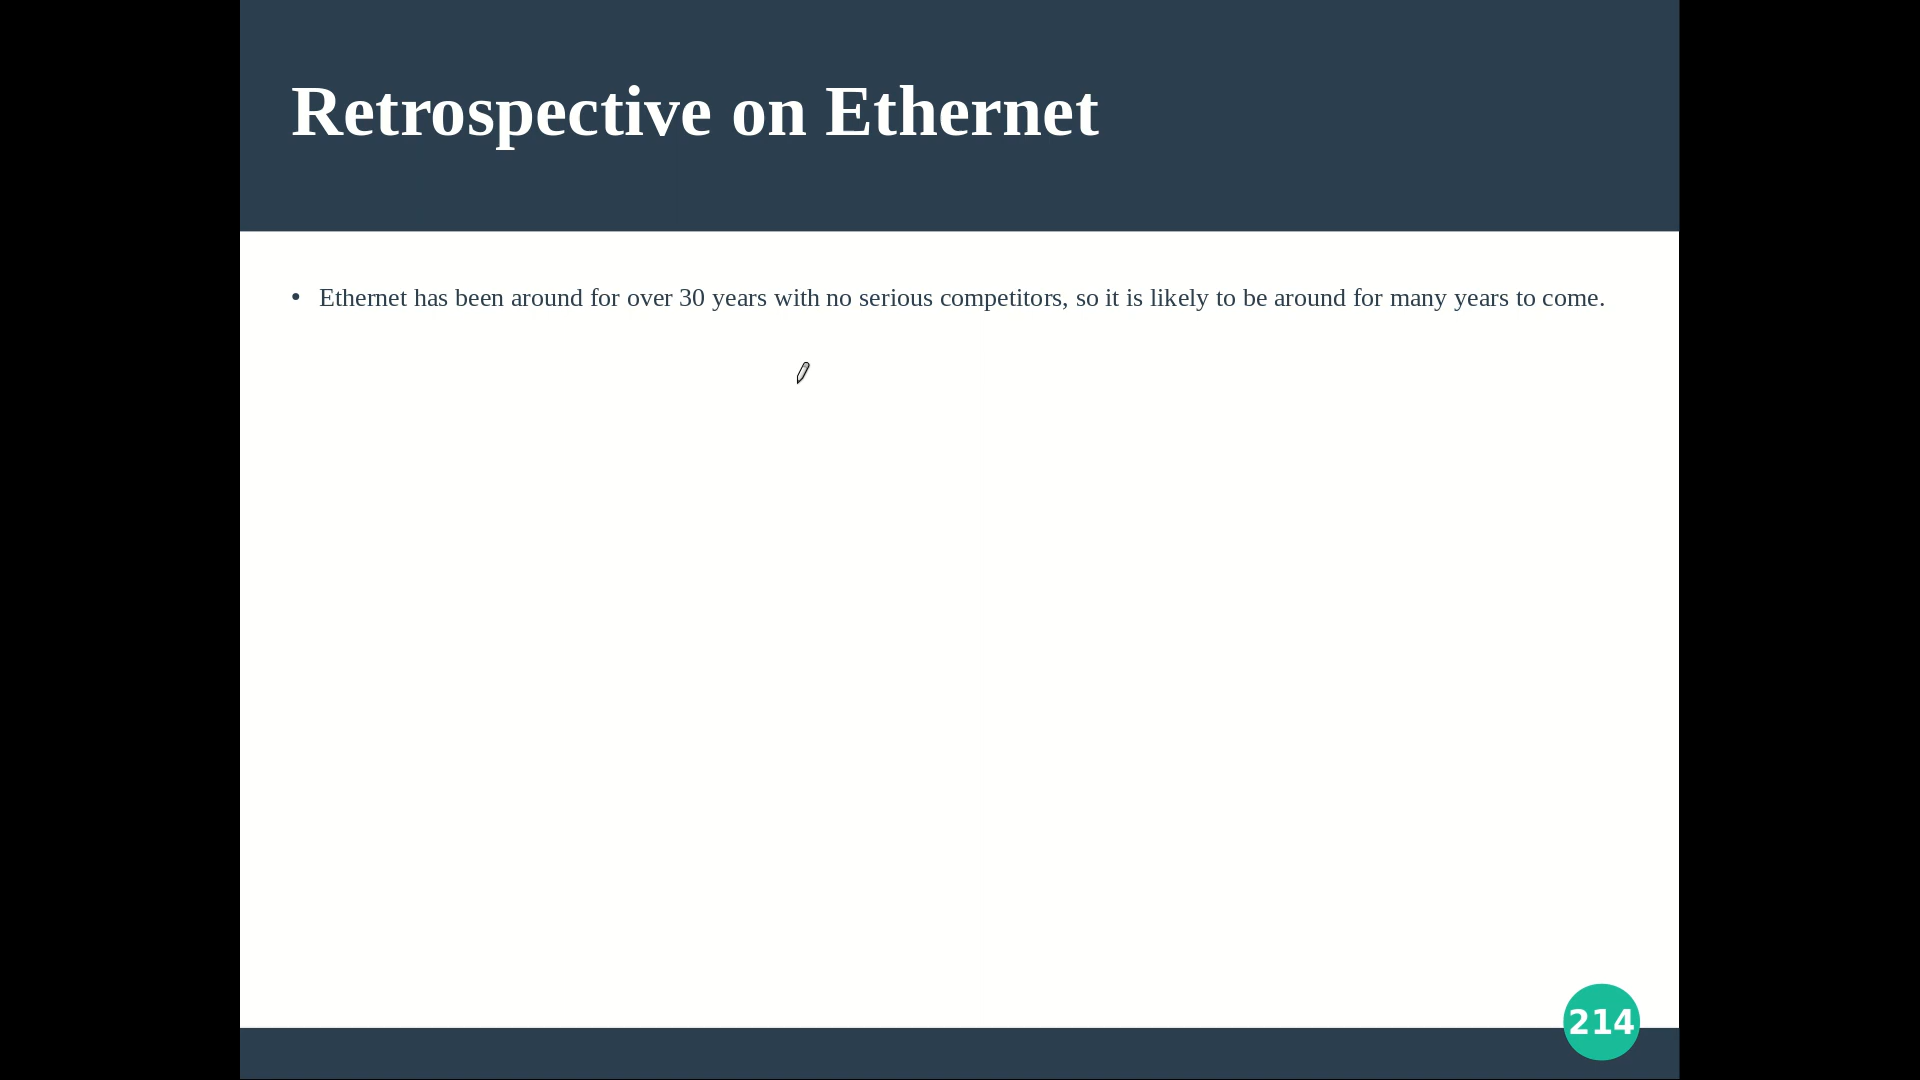 Retrospective on Ethernet
• Ethernet has been around for over 30 years with no serious competitors, so it is likely to be around for many years to come.
214